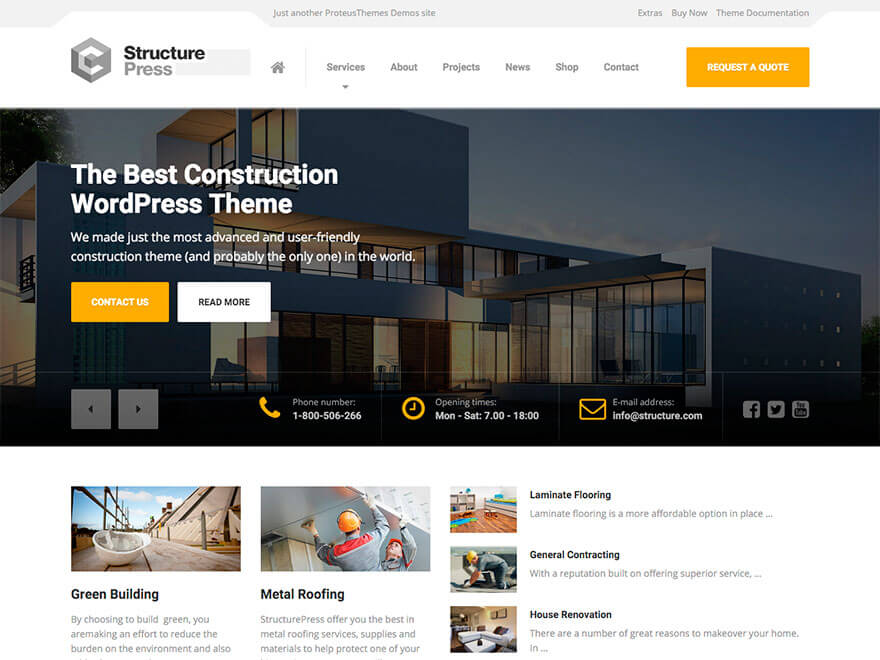 Just another ProteusThemes Demos site
Extras Buy Now Theme Documentation
Structure
Press
Services About Projects News Shop Contact
REQUEST A QUOTE
The Best Construction
WordPress Theme
We made just the most advanced and user-friendly
construction theme (and probably the only one) in the world.
CONTACT US READ MORE
Phone number:
1-800-506-266
Opening times:
Mon - Sat: 7.00 - 18:00
E-mail address:
info@structure.com
You
Tube
Green Building
By choosing to build green, you
aremaking an effort to reduce the
burden on the environment and also
Metal Roofing
StructurePress offer you the best in
metal roofing services, supplies and
materials to help protect one of your
Laminate Flooring
Laminate flooring is a more affordable option in place ...
General Contracting
With a reputation built on offering superior service, ...
House Renovation
There are a number of great reasons to makeover your home.
In ...